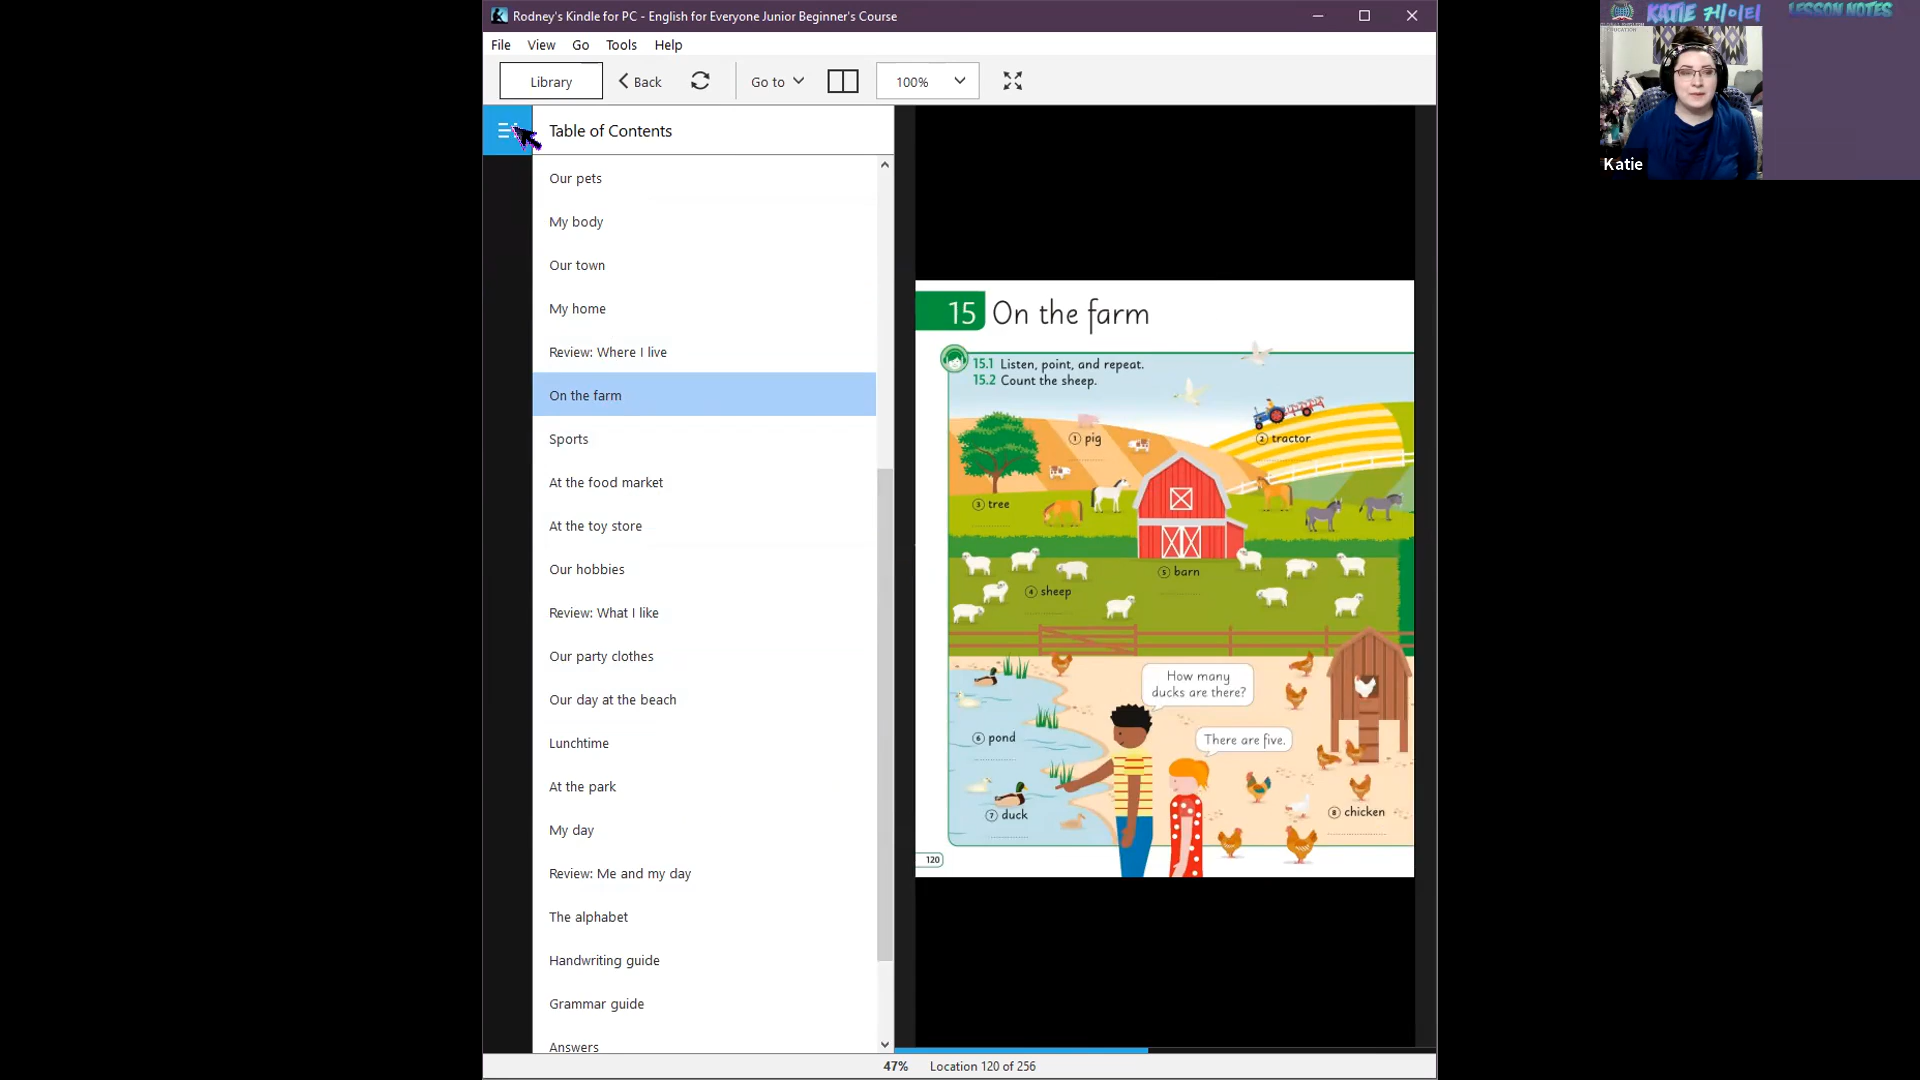 Rodney's Kindle for PC - English for Everyone Junior Beginner's Course
File View Go Tools Help
Library Back Go to 100%
Table of Contents
Our pets
My body
Our town
My home
Review: Where I live
On the farm
Sports
At the food market
At the toy store
Our hobbies
Review: What I like
Our party clothes
Our day at the beach
Lunchtime
At the park
My day
Review: Me and my day
The alphabet
Handwriting guide
Grammar guide
Answers
15 On the farm
15.1 Listen, point, and repeat.
15.2 Count the sheep.
1 pig
2 tractor
3 tree
4 sheep
5 barn
How many
ducks are there?
There are five.
6 pond
7 duck
8 chicken
120
47% Location 120 of 256
KATIE 케이티
LESSON NOTES
Katie